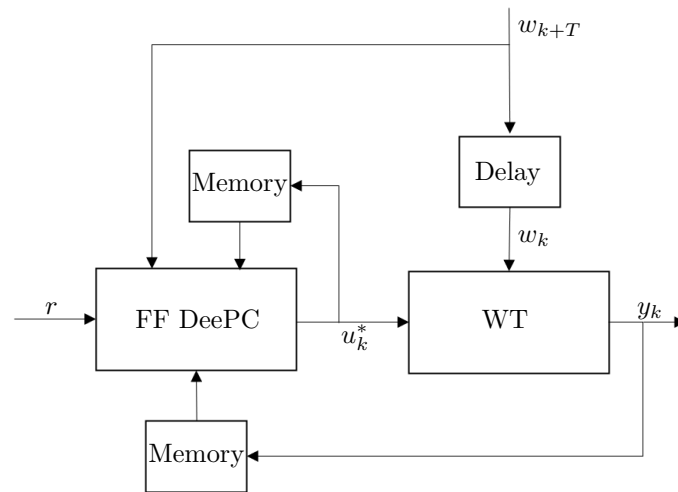 w_{k+T}
Memory
Delay
w_k
r
FF DeePC
u_k^*
WT
y_k
Memory